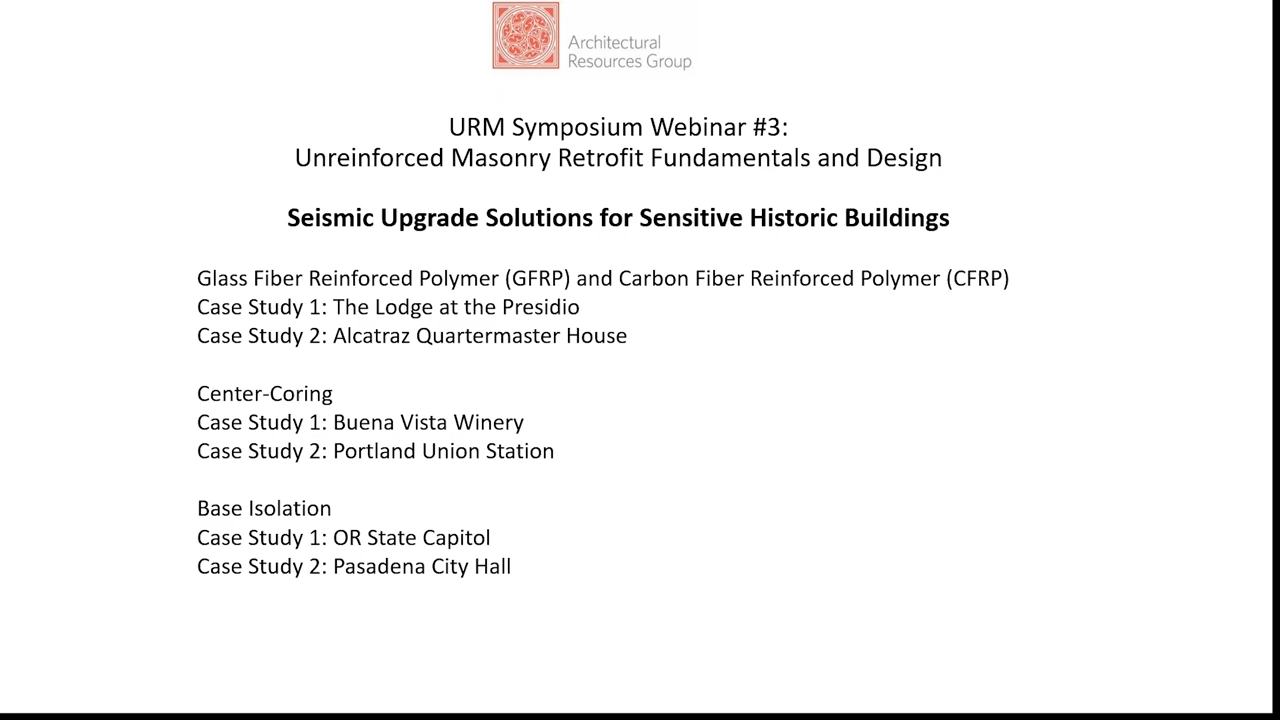 Architectural
Resources Group
URM Symposium Webinar #3:
Unreinforced Masonry Retrofit Fundamentals and Design
Seismic Upgrade Solutions for Sensitive Historic Buildings
Glass Fiber Reinforced Polymer (GFRP) and Carbon Fiber Reinforced Polymer (CFRP)
Case Study 1: The Lodge at the Presidio
Case Study 2: Alcatraz Quartermaster House
Center-Coring
Case Study 1: Buena Vista Winery
Case Study 2: Portland Union Station
Base Isolation
Case Study 1: OR State Capitol
Case Study 2: Pasadena City Hall